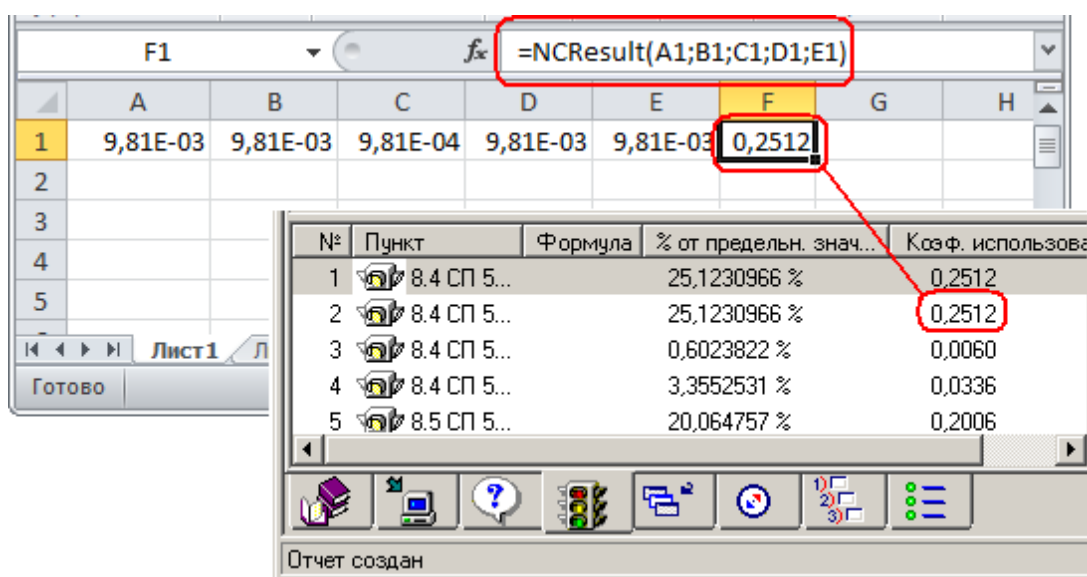 F1 fx =NCResult(A1;B1;C1;D1;E1)
A B C D E F G H
1 9,81E-03 9,81E-03 9,81E-04 9,81E-03 9,81E-03 0,2512
2
3
4
5
Лист1 Л
Готово
№ Пункт Формула % от предельн. знач... Коэф. использова
1 8.4 СП 5... 25,1230966 % 0,2512
2 8.4 СП 5... 25,1230966 % 0,2512
3 8.4 СП 5... 0,6023822 % 0,0060
4 8.4 СП 5... 3,3552531 % 0,0336
5 8.5 СП 5... 20,064757 % 0,2006
1)
2)
3)
Отчет создан